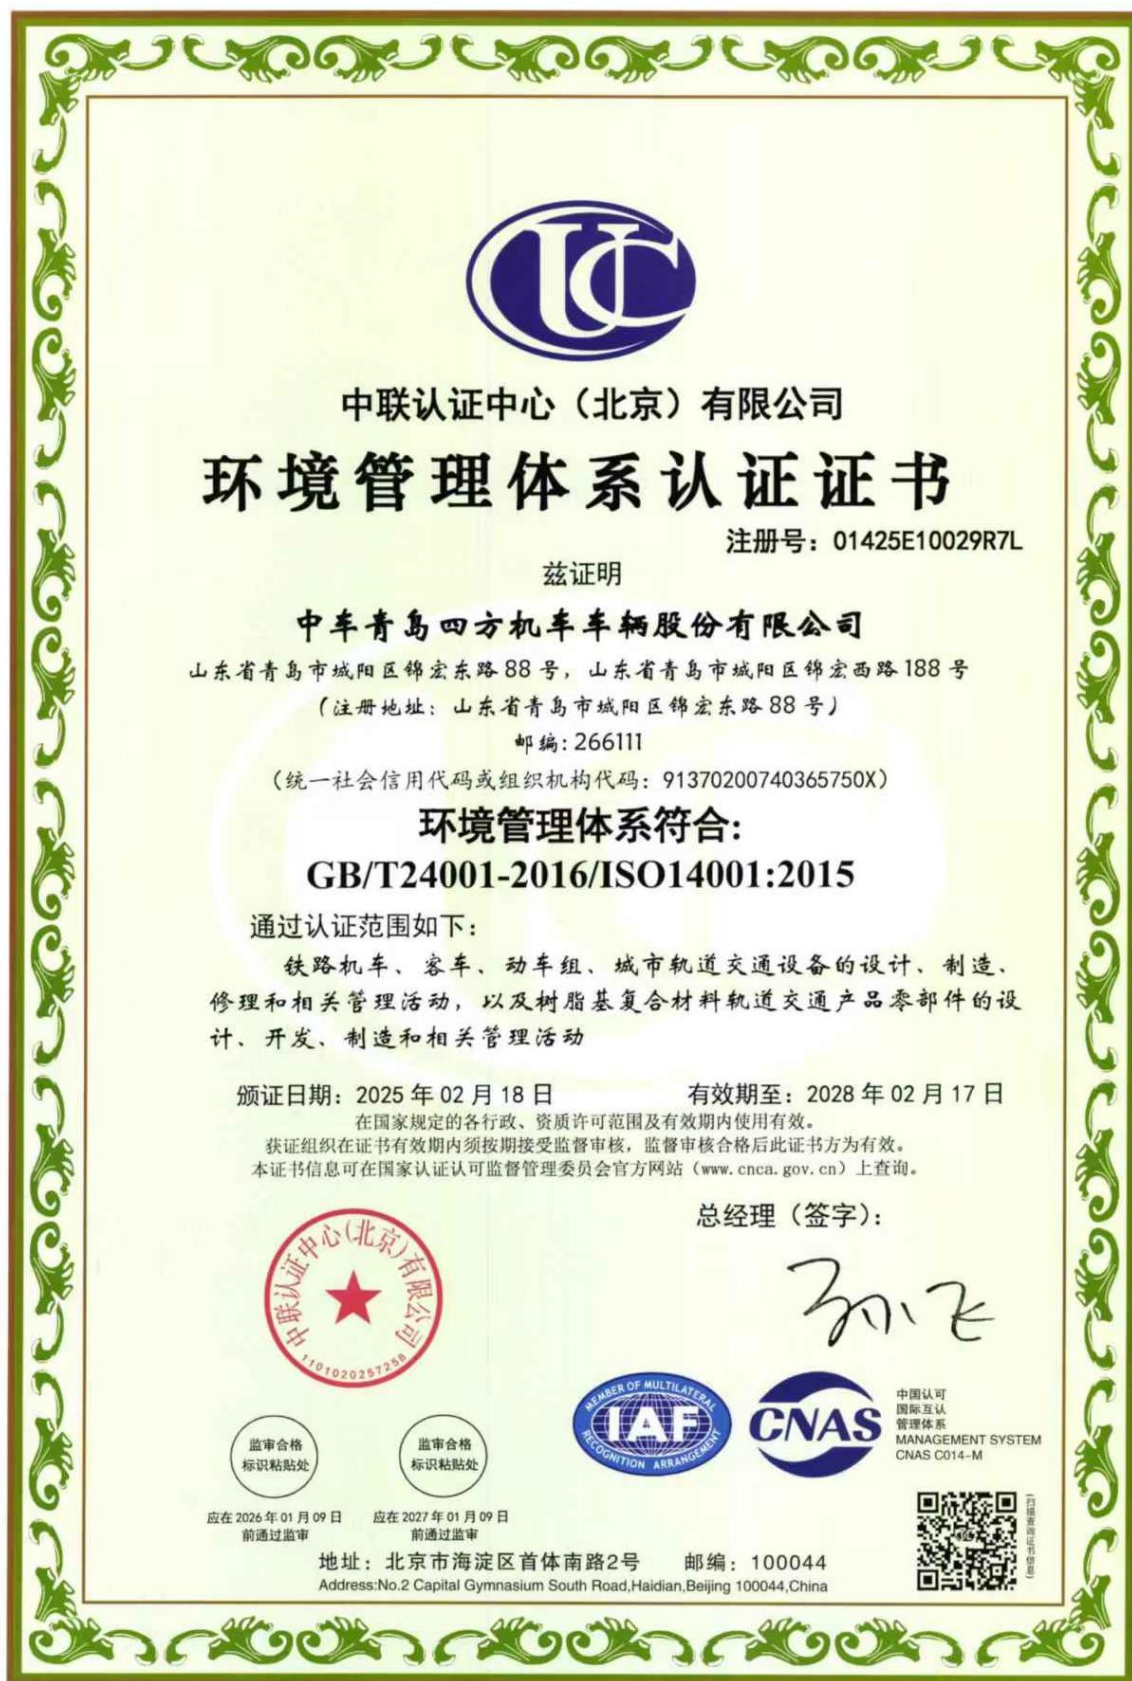 UCC
中联认证中心（北京）有限公司
环境管理体系认证证书
注册号：01425E10029R7L
兹证明
中车青岛四方机车车辆股份有限公司
山东省青岛市城阳区锦宏东路88号，山东省青岛市城阳区锦宏西路188号
（注册地址：山东省青岛市城阳区锦宏东路88号）
邮编：266111
（统一社会信用代码或组织机构代码：91370200740365750X）
环境管理体系符合：
GB/T24001-2016/ISO14001:2015
通过认证范围如下：
铁路机车、客车、动车组、城市轨道交通设备的设计、制造、
修理和相关管理活动，以及树脂基复合材料轨道交通产品零部件的设
计、开发、制造和相关管理活动
颁证日期：2025年02月18日 有效期至：2028年02月17日
在国家规定的各行政、资质许可范围及有效期内使用有效。
获证组织在证书有效期内须按期接受监督审核，监督审核合格后此证书方为有效。
本证书信息可在国家认证认可监督管理委员会官方网站（www.cnca.gov.cn）上查询。
总经理（签字）：
孙飞
中联认证中心(北京)有限公司
1101020257258
MEMBER OF MULTILATERAL
IAF
RECOGNITION ARRANGEMENT
CNAS
中国认可
国际互认
管理体系
MANAGEMENT SYSTEM
CNAS C014-M
监审合格
标识粘贴处
应在2026年01月09日
前通过监审
监审合格
标识粘贴处
应在2027年01月09日
前通过监审
(扫描查询证书信息)
地址：北京市海淀区首体南路2号 邮编：100044
Address:No.2 Capital Gymnasium South Road,Haidian,Beijing 100044,China